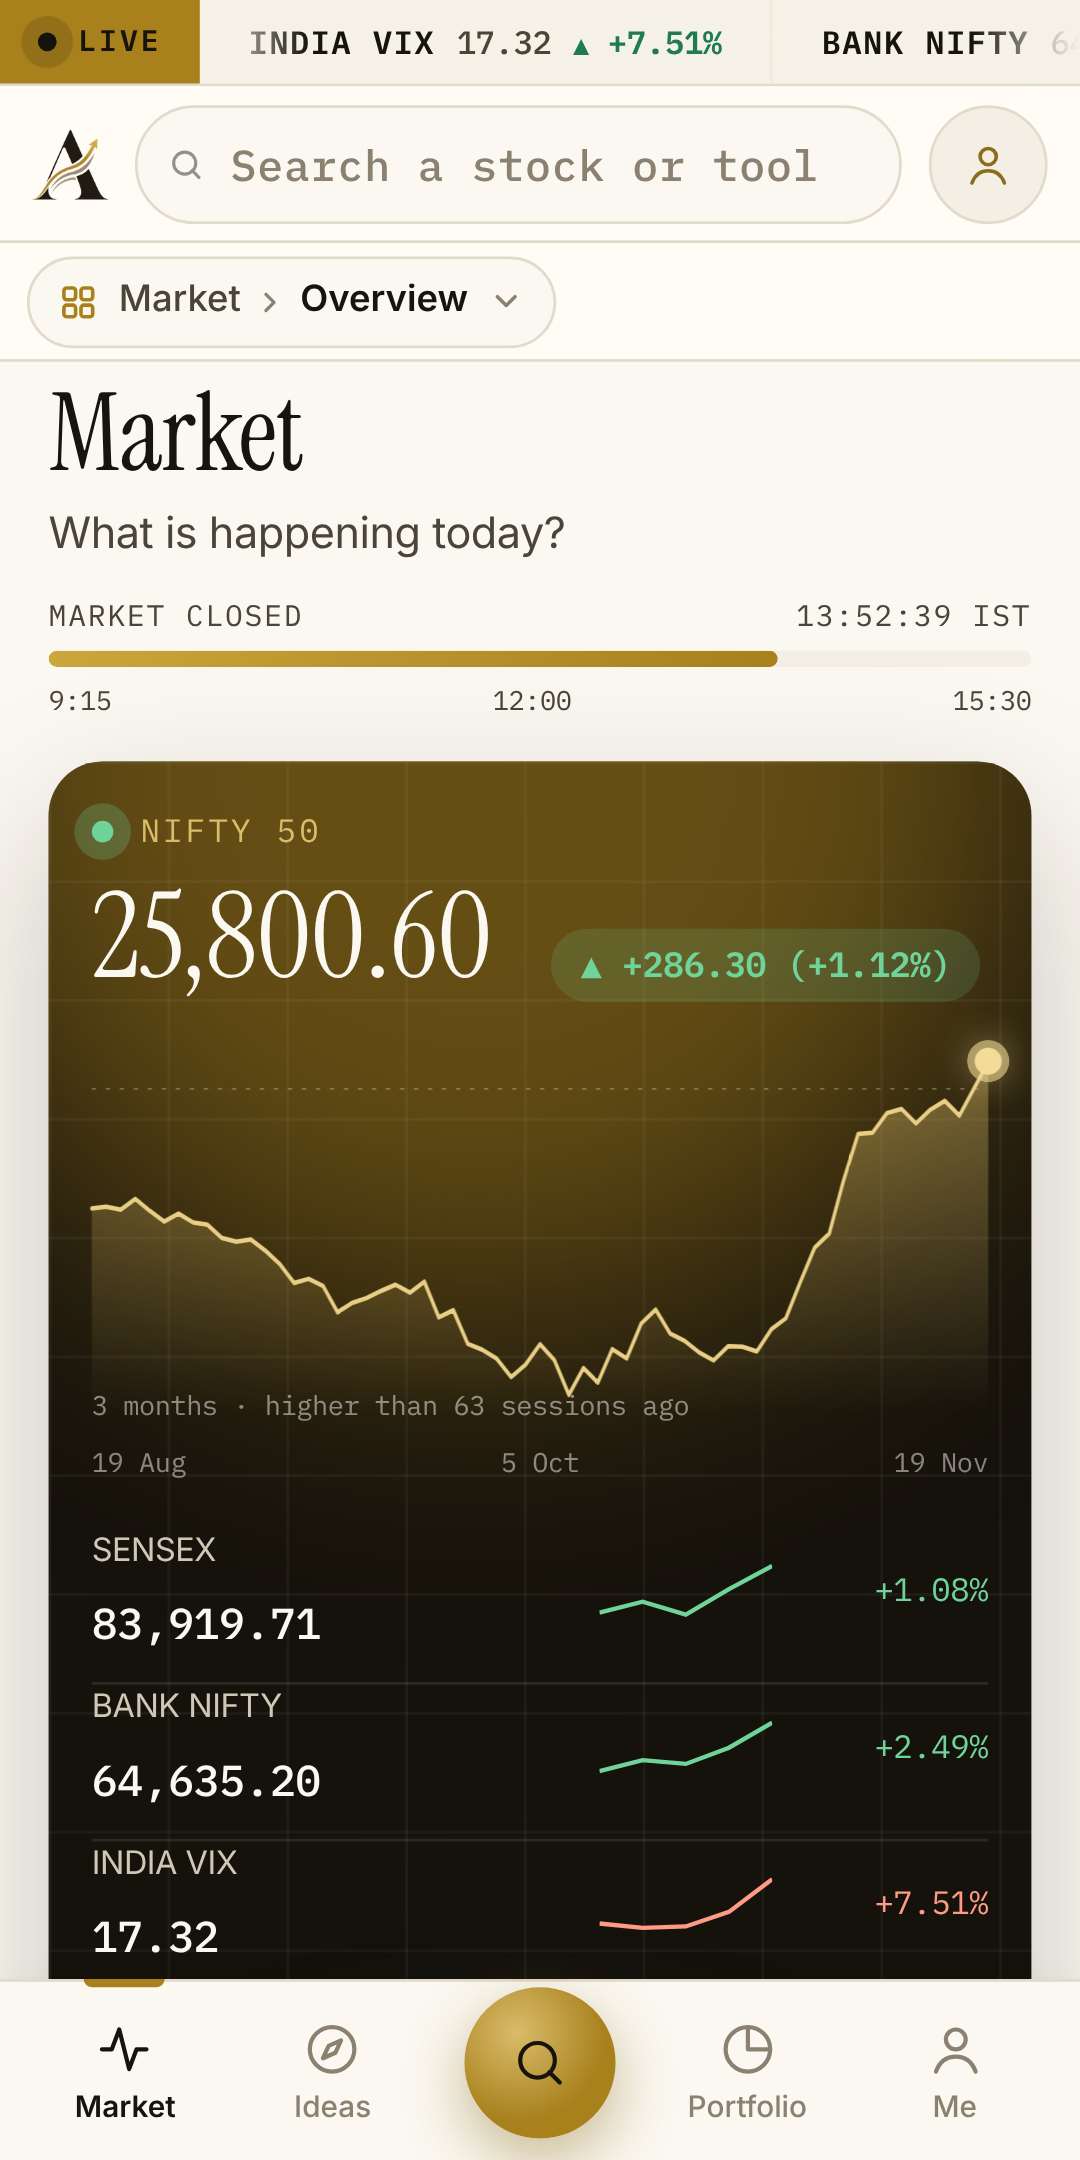 LIVE INDIA VIX 17.32 ▲ +7.51% BANK NIFTY
Search a stock or tool
Market › Overview
Market
What is happening today?
MARKET CLOSED 13:52:39 IST
9:15 12:00 15:30
NIFTY 50
25,800.60 ▲ +286.30 (+1.12%)
3 months · higher than 63 sessions ago
19 Aug 5 Oct 19 Nov
SENSEX
83,919.71 +1.08%
BANK NIFTY
64,635.20 +2.49%
INDIA VIX
17.32 +7.51%
Market Ideas Portfolio Me